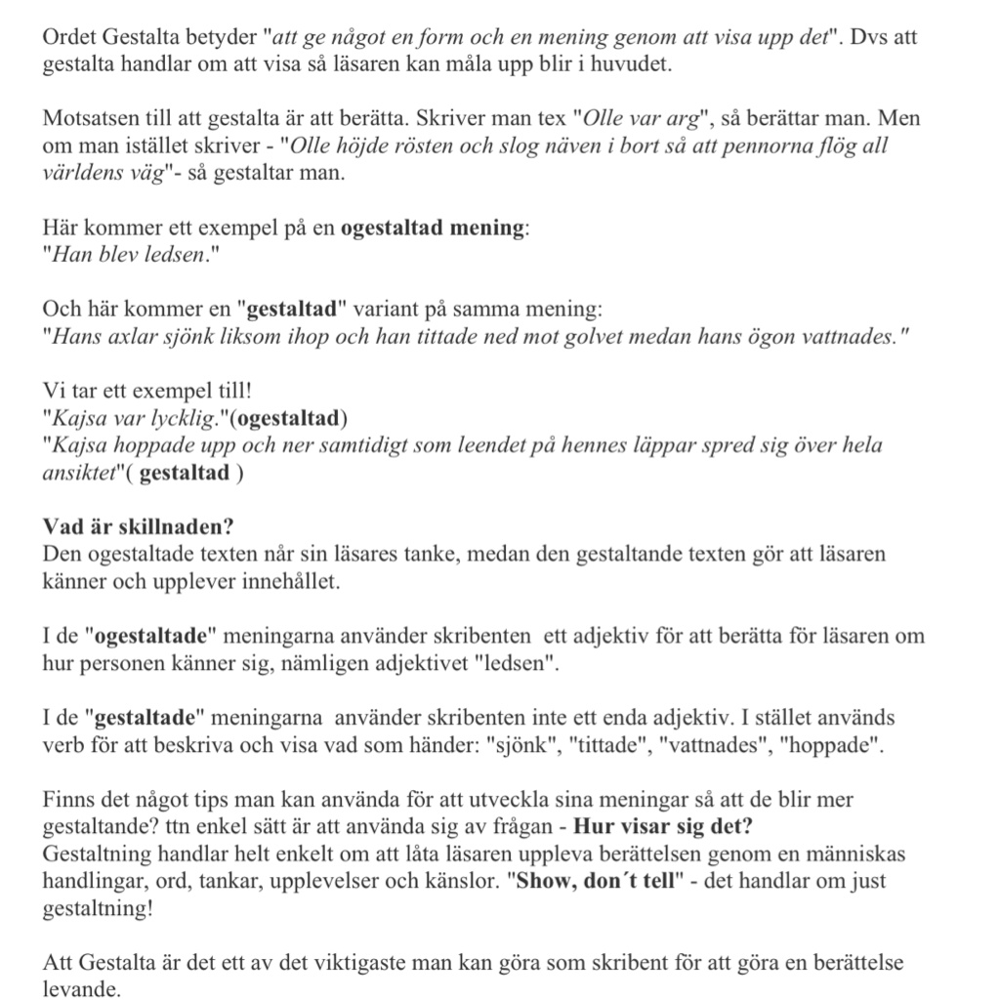 Ordet Gestalta betyder "att ge något en form och en mening genom att visa upp det". Dvs att
gestalta handlar om att visa så läsaren kan måla upp blir i huvudet.
Motsatsen till att gestalta är att berätta. Skriver man tex "Olle var arg", så berättar man. Men
om man istället skriver - "Olle höjde rösten och slog näven i bort så att pennorna flög all
världens väg"- så gestaltar man.
Här kommer ett exempel på en ogestaltad mening:
"Han blev ledsen."
Och här kommer en "gestaltad" variant på samma mening:
"Hans axlar sjönk liksom ihop och han tittade ned mot golvet medan hans ögon vattnades."
Vi tar ett exempel till!
"Kajsa var lycklig."(ogestaltad)
"Kajsa hoppade upp och ner samtidigt som leendet på hennes läppar spred sig över hela
ansiktet"( gestaltad )
Vad är skillnaden?
Den ogestaltade texten når sin läsares tanke, medan den gestaltande texten gör att läsaren
känner och upplever innehållet.
I de "ogestaltade" meningarna använder skribenten  ett adjektiv för att berätta för läsaren om
hur personen känner sig, nämligen adjektivet "ledsen".
I de "gestaltade" meningarna  använder skribenten inte ett enda adjektiv. I stället används
verb för att beskriva och visa vad som händer: "sjönk", "tittade", "vattnades", "hoppade".
Finns det något tips man kan använda för att utveckla sina meningar så att de blir mer
gestaltande? ttn enkel sätt är att använda sig av frågan - Hur visar sig det?
Gestaltning handlar helt enkelt om att låta läsaren uppleva berättelsen genom en människas
handlingar, ord, tankar, upplevelser och känslor. "Show, don´t tell" - det handlar om just
gestaltning!
Att Gestalta är det ett av det viktigaste man kan göra som skribent för att göra en berättelse
levande.